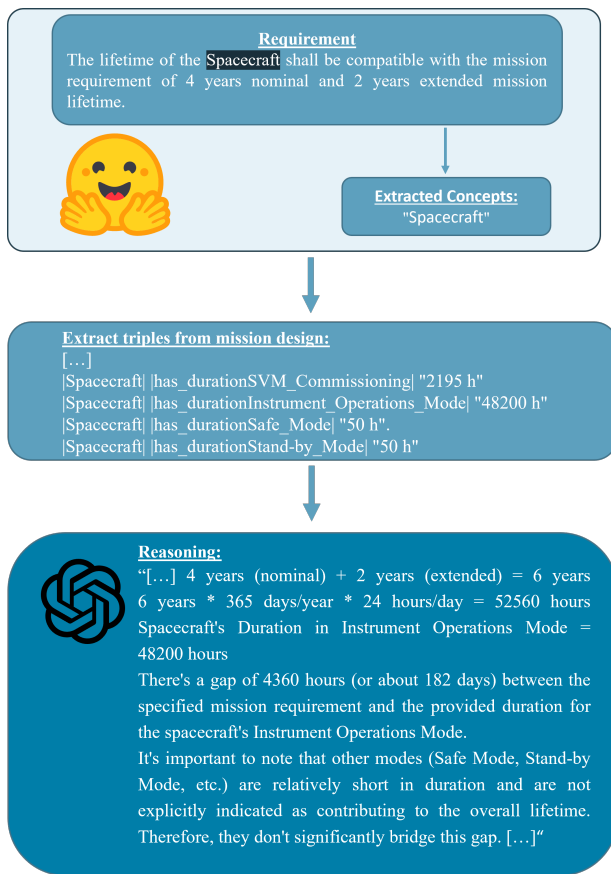 Requirement
The lifetime of the Spacecraft shall be compatible with the mission
requirement of 4 years nominal and 2 years extended mission
lifetime.
Extracted Concepts:
"Spacecraft"
Extract triples from mission design:
[…]
|Spacecraft| |has_durationSVM_Commissioning| "2195 h"
|Spacecraft| |has_durationInstrument_Operations_Mode| "48200 h"
|Spacecraft| |has_durationSafe_Mode| "50 h".
|Spacecraft| |has_durationStand-by_Mode| "50 h"
Reasoning:
“[…] 4 years (nominal) + 2 years (extended) = 6 years
6 years * 365 days/year * 24 hours/day = 52560 hours
Spacecraft's Duration in Instrument Operations Mode =
48200 hours
There's a gap of 4360 hours (or about 182 days) between the
specified mission requirement and the provided duration for
the spacecraft's Instrument Operations Mode.
It's important to note that other modes (Safe Mode, Stand-by
Mode, etc.) are relatively short in duration and are not
explicitly indicated as contributing to the overall lifetime.
Therefore, they don't significantly bridge this gap. […]“